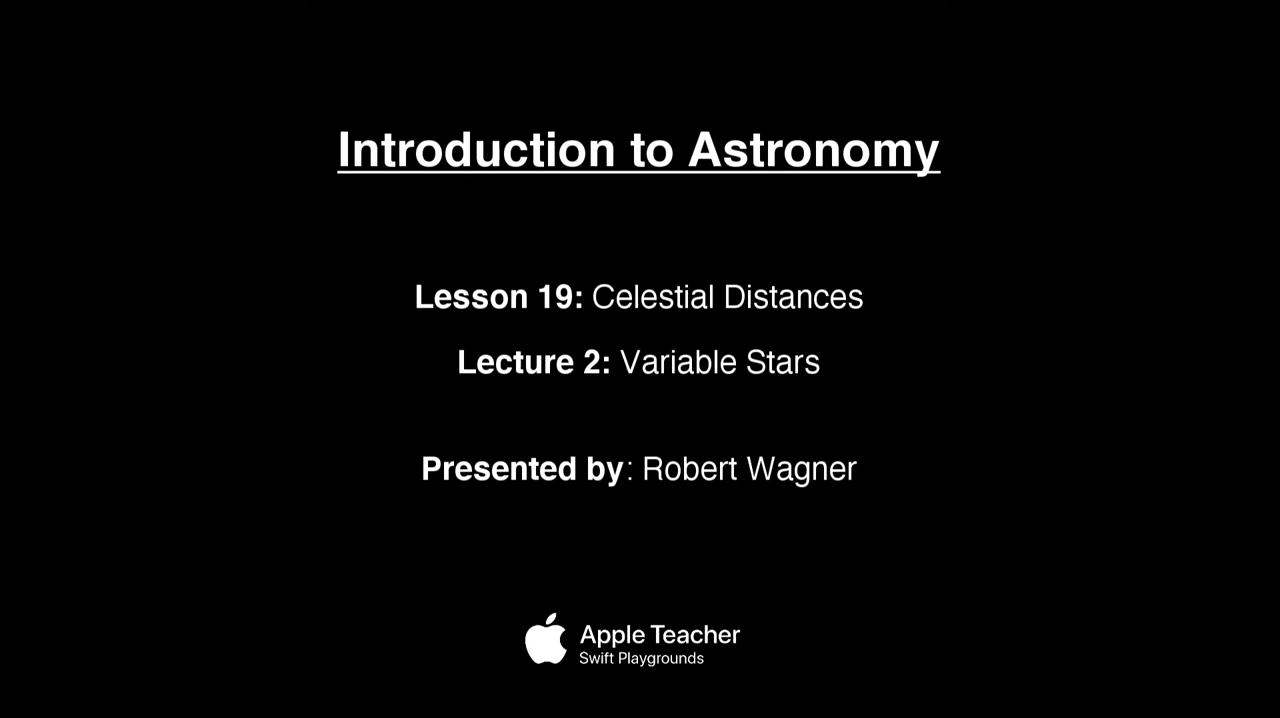 Introduction to Astronomy
Lesson 19: Celestial Distances
Lecture 2: Variable Stars
Presented by: Robert Wagner
Apple Teacher
Swift Playgrounds